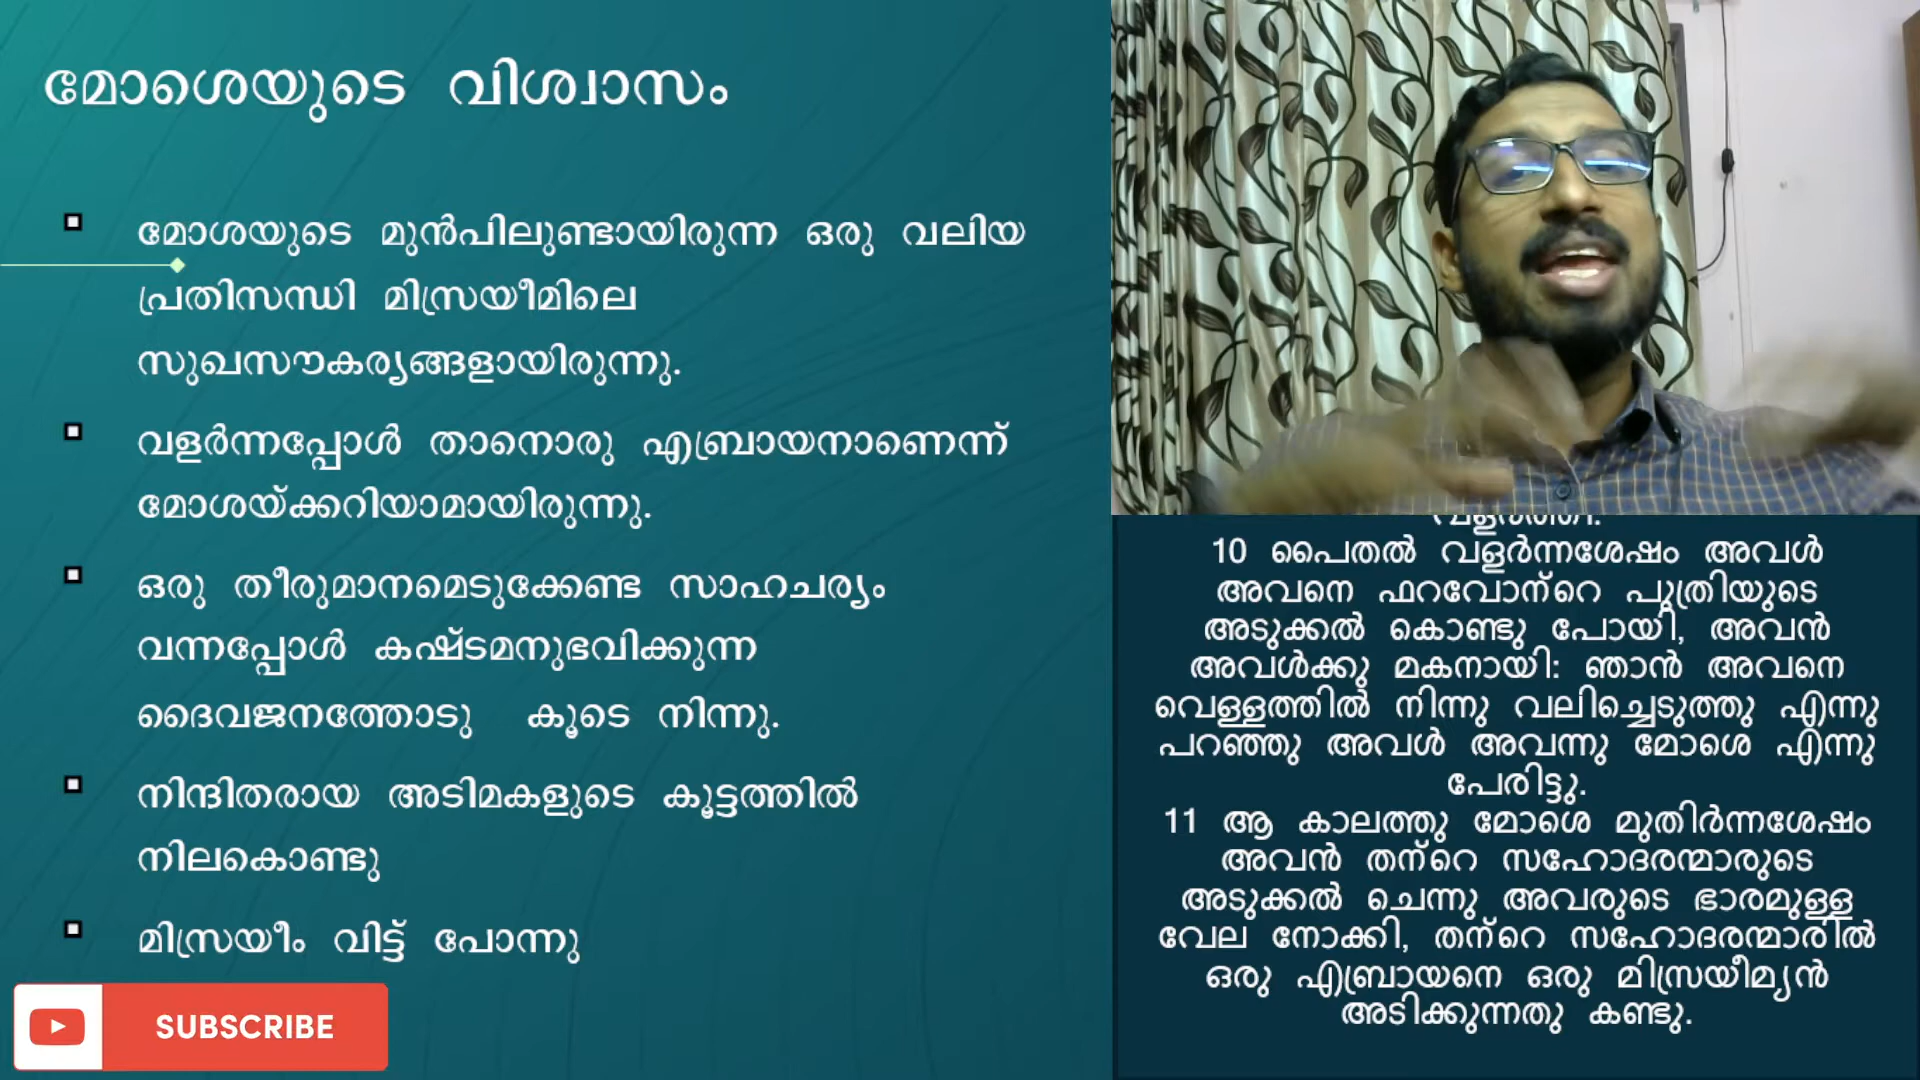 മോശെയുടെ വിശ്വാസം
മോശയുടെ മുൻപിലുണ്ടായിരുന്ന ഒരു വലിയ
പ്രതിസന്ധി മിസ്രയീമിലെ
സുഖസൗകര്യങ്ങളായിരുന്നു.
വളർന്നപ്പോൾ താനൊരു എബ്രായനാണെന്ന്
മോശയ്ക്കറിയാമായിരുന്നു.
ഒരു തീരുമാനമെടുക്കേണ്ട സാഹചര്യം
വന്നപ്പോൾ കഷ്ടമനുഭവിക്കുന്ന
ദൈവജനത്തോടു കൂടെ നിന്നു.
നിന്ദിതരായ അടിമകളുടെ കൂട്ടത്തിൽ
നിലകൊണ്ടു
മിസ്രയീം വിട്ട് പോന്നു
SUBSCRIBE
10 പൈതൽ വളർന്നശേഷം അവൾ
അവനെ ഫറവോന്റെ പുത്രിയുടെ
അടുക്കൽ കൊണ്ടു പോയി, അവൻ
അവൾക്കു മകനായി: ഞാൻ അവനെ
വെള്ളത്തിൽ നിന്നു വലിച്ചെടുത്തു എന്നു
പറഞ്ഞു അവൾ അവന്നു മോശെ എന്നു
പേരിട്ടു.
11 ആ കാലത്തു മോശെ മുതിർന്നശേഷം
അവൻ തന്റെ സഹോദരന്മാരുടെ
അടുക്കൽ ചെന്നു അവരുടെ ഭാരമുള്ള
വേല നോക്കി, തന്റെ സഹോദരന്മാരിൽ
ഒരു എബ്രായനെ ഒരു മിസ്രയീമ്യൻ
അടിക്കുന്നതു കണ്ടു.